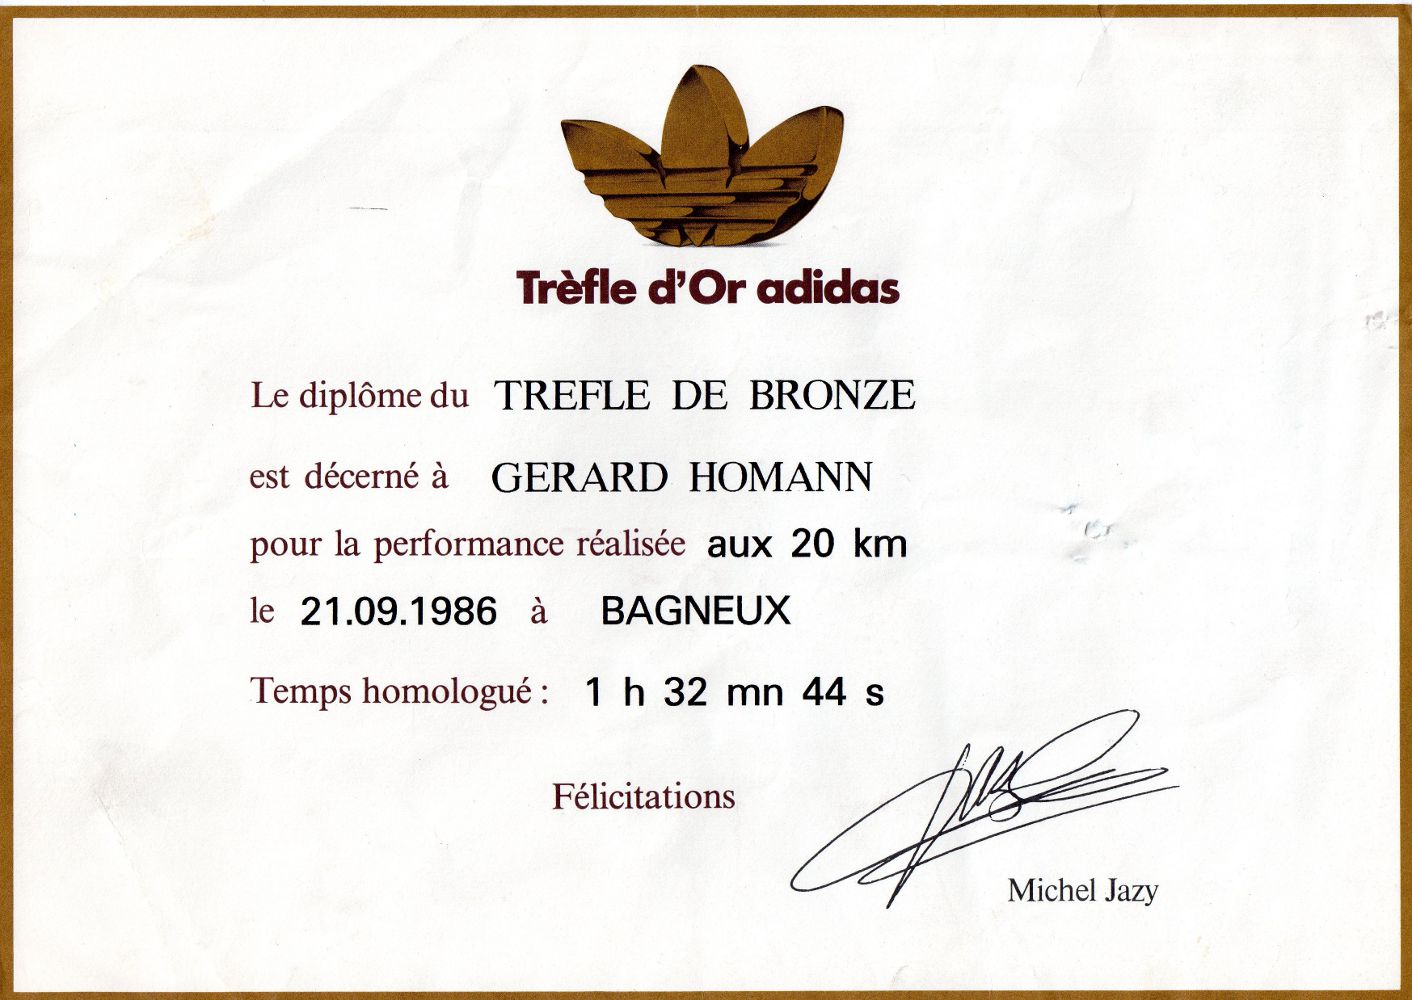 Trèfle d'Or adidas
Le diplôme du TREFLE DE BRONZE
est décerné à GERARD HOMANN
pour la performance réalisée aux 20 km
le 21.09.1986 à BAGNEUX
Temps homologué : 1 h 32 mn 44 s
Félicitations
Michel Jazy